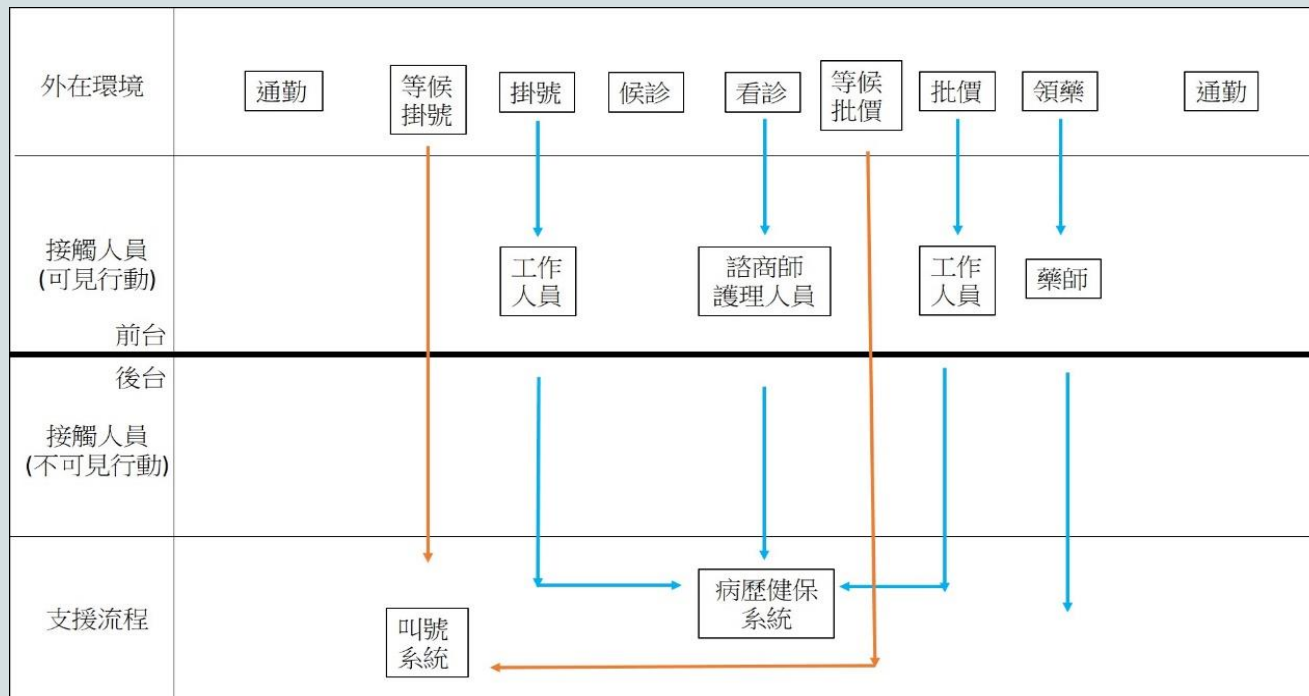 外在環境
通勤
等候
掛號
掛號
候診
看診
等候
批價
批價
領藥
通勤
接觸人員
(可見行動)
前台
工作
人員
諮商師
護理人員
工作
人員
藥師
後台
接觸人員
(不可見行動)
支援流程
叫號
系統
病歷健保
系統